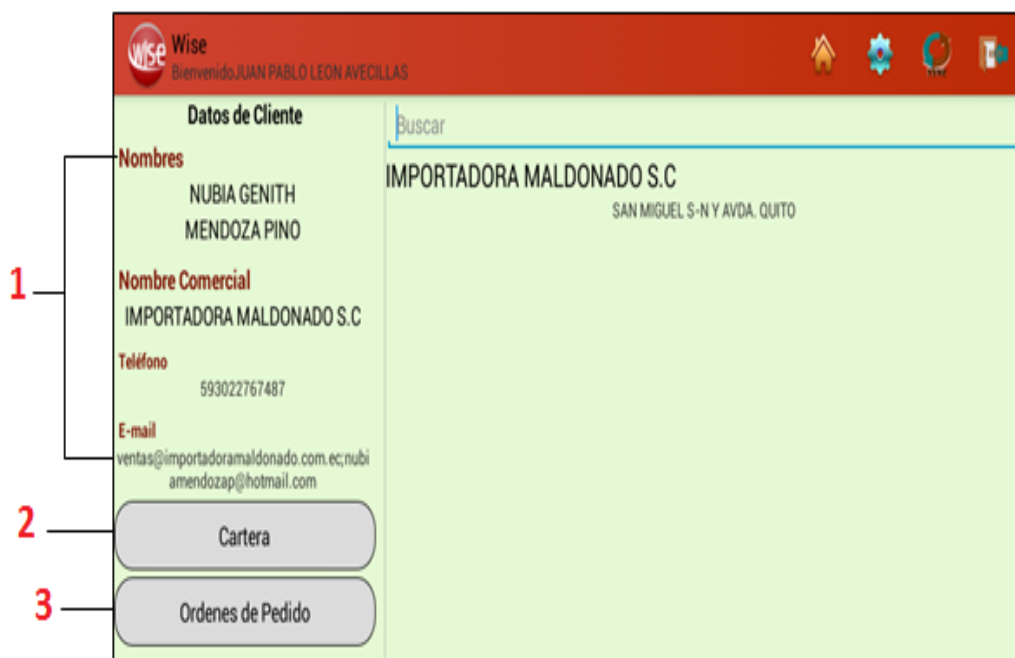 wise
Wise
BienvenidoJUAN PABLO LEON AVECILLAS
SYNC
Datos de Cliente
1
Nombres
NUBIA GENITH
MENDOZA PINO
Nombre Comercial
IMPORTADORA MALDONADO S.C
Teléfono
593022767487
E-mail
ventas@importadoramaldonado.com.ec;nubi
amendozap@hotmail.com
2
Cartera
3
Ordenes de Pedido
Buscar
IMPORTADORA MALDONADO S.C
SAN MIGUEL S-N Y AVDA. QUITO